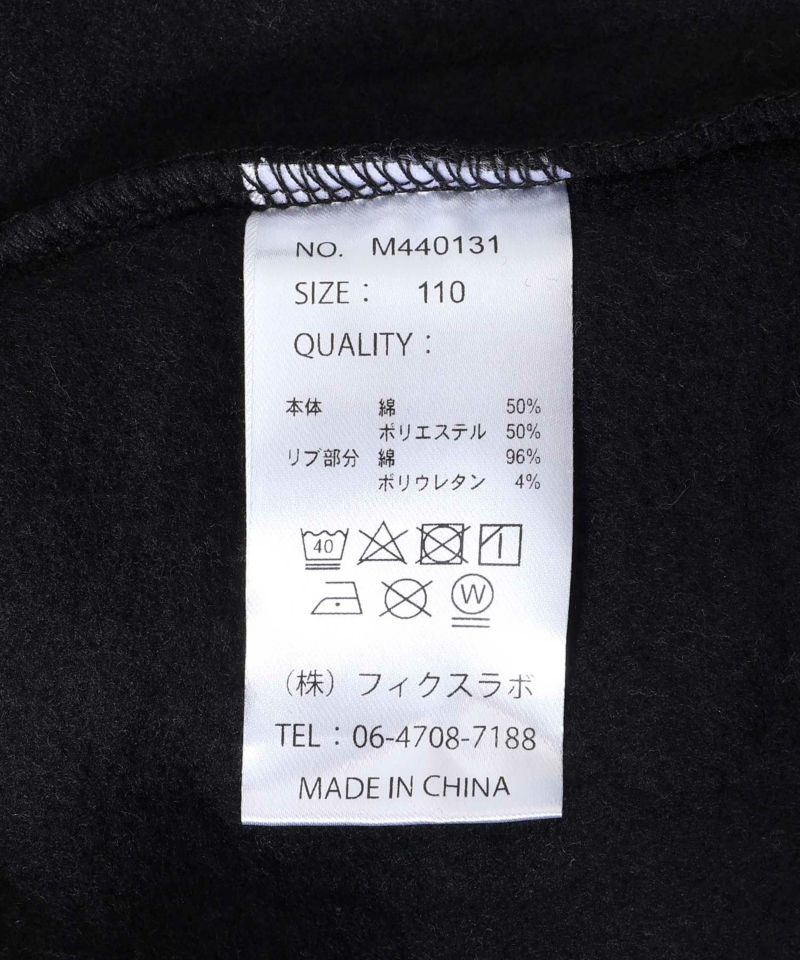 NO. M440131
SIZE： 110
QUALITY：
本体 綿 50%
ポリエステル 50%
リブ部分 綿 96%
ポリウレタン 4%
40
W
（株）フィクスラボ
TEL：06-4708-7188
MADE IN CHINA